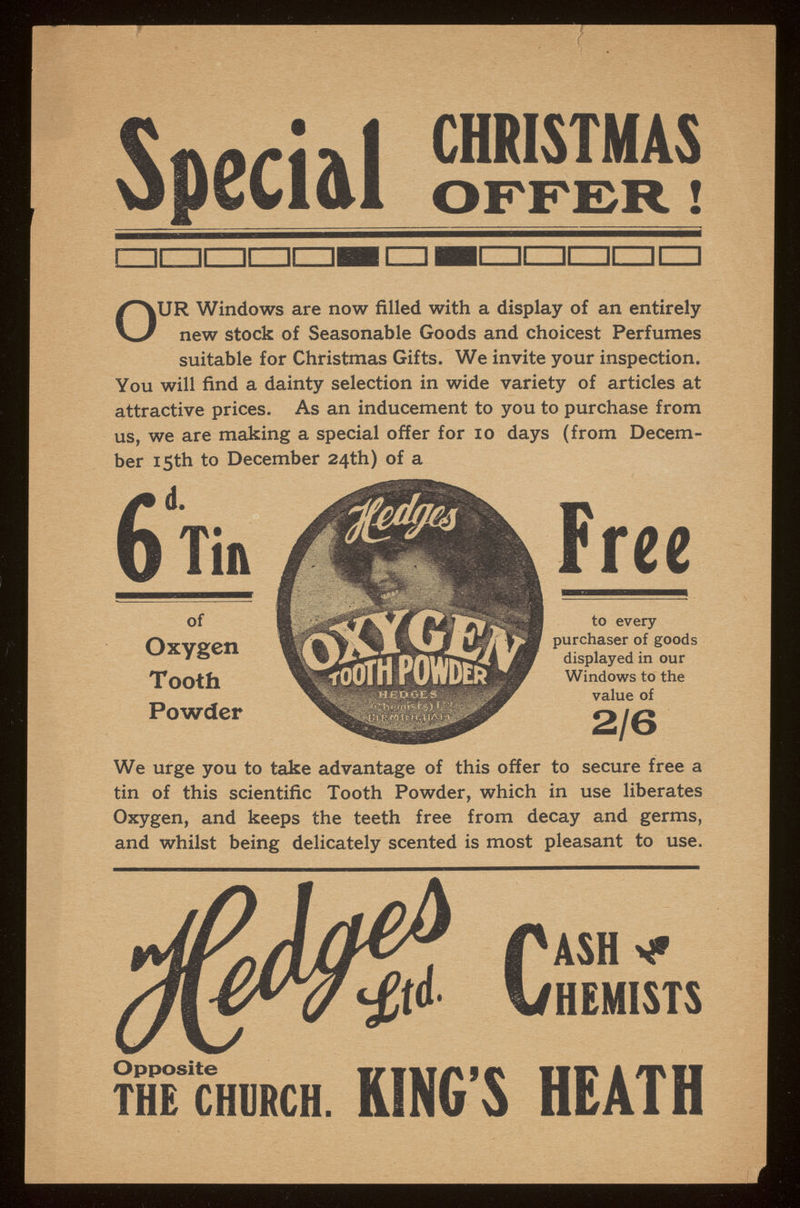 Special CHRISTMAS
OFFER!
OUR Windows are now filled with a display of an entirely
new stock of Seasonable Goods and choicest Perfumes
suitable for Christmas Gifts. We invite your inspection.
You will find a dainty selection in wide variety of articles at
attractive prices. As an inducement to you to purchase from
us, we are making a special offer for 10 days (from Decem-
ber 15th to December 24th) of a
6d. Tin
of
Oxygen
Tooth
Powder
Hedges
OXYGEN
TOOTH POWDER
HEDGES
(Chemists) Ltd.
BIRMINGHAM
Free
to every
purchaser of goods
displayed in our
Windows to the
value of
2/6
We urge you to take advantage of this offer to secure free a
tin of this scientific Tooth Powder, which in use liberates
Oxygen, and keeps the teeth free from decay and germs,
and whilst being delicately scented is most pleasant to use.
Hedges Ltd.
CASH
CHEMISTS
Opposite
THE CHURCH. KING'S HEATH